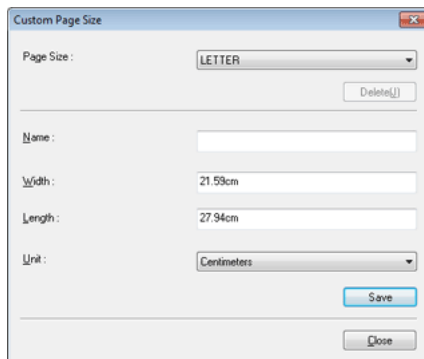 Custom Page Size
Page Size : LETTER
Delete(J)
Name :
Width : 21.59cm
Length : 27.94cm
Unit : Centimeters
Save
Close